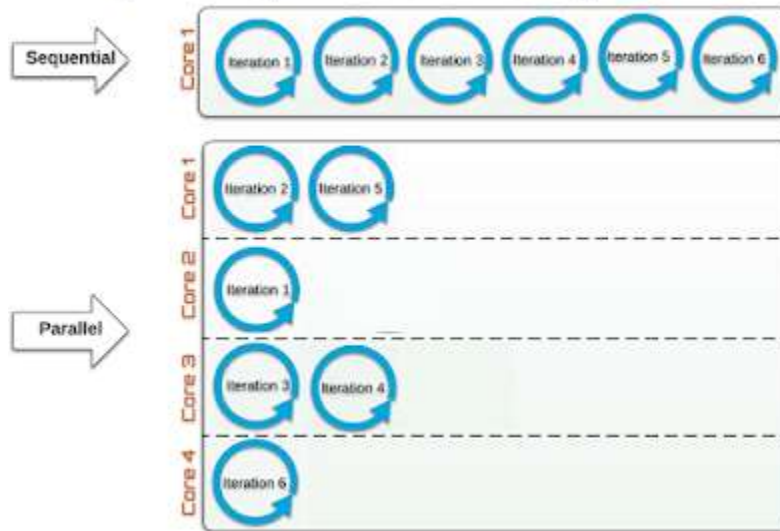 Sequential
Core 1
Iteration 1
Iteration 2
Iteration 3
Iteration 4
Iteration 5
Iteration 6
Parallel
Core 1
Iteration 2
Iteration 5
Core 2
Iteration 1
Core 3
Iteration 3
Iteration 4
Core 4
Iteration 6